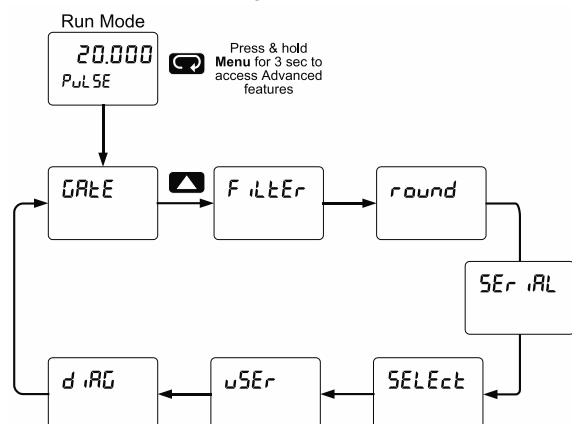 Run Mode
20.000
PuLSE
Press & hold
Menu for 3 sec to
access Advanced
features
GAtE
FiLtEr
round
SEriAL
SELEct
uSEr
diAG